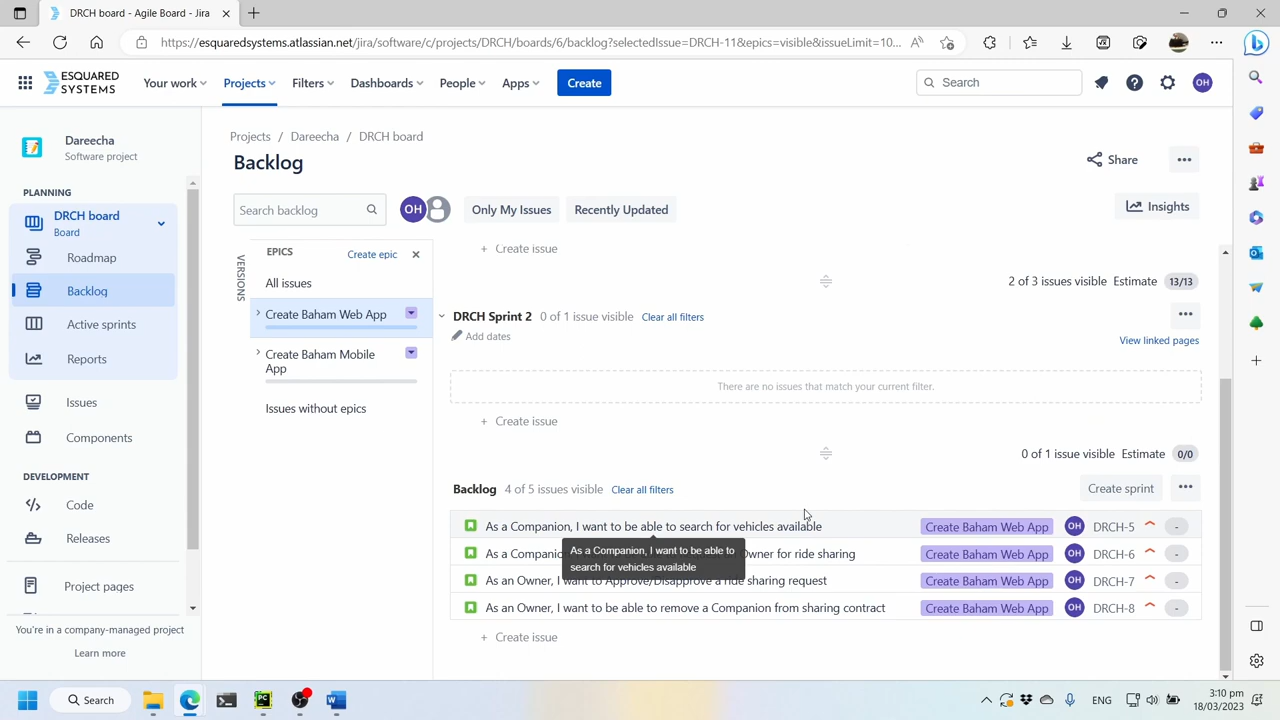 DRCH board - Agile Board - Jira
https://esquaredsystems.atlassian.net/jira/software/c/projects/DRCH/boards/6/backlog?selectedIssue=DRCH-11&epics=visible&issueLimit=10...
ESQUARED SYSTEMS
Your work
Projects
Filters
Dashboards
People
Apps
Create
Search
OH
Dareecha
Software project
PLANNING
DRCH board
Board
Roadmap
Backlog
Active sprints
Reports
Issues
Components
DEVELOPMENT
Code
Releases
Project pages
You're in a company-managed project
Learn more
Projects / Dareecha / DRCH board
Backlog
Share
Search backlog
OH
Only My Issues
Recently Updated
Insights
VERSIONS
EPICS
Create epic
All issues
Create Baham Web App
Create Baham Mobile
App
Issues without epics
+ Create issue
2 of 3 issues visible Estimate 13/13
DRCH Sprint 2 0 of 1 issue visible Clear all filters
Add dates
View linked pages
There are no issues that match your current filter.
+ Create issue
0 of 1 issue visible Estimate 0/0
Backlog 4 of 5 issues visible Clear all filters
Create sprint
As a Companion, I want to be able to search for vehicles available Create Baham Web App OH DRCH-5 -
As a Companion, I want to be able to
search for vehicles available
As a Compan Owner for ride sharing Create Baham Web App OH DRCH-6 -
As an Owner, I want to Approve/Disapprove a ride sharing request Create Baham Web App OH DRCH-7 -
As an Owner, I want to be able to remove a Companion from sharing contract Create Baham Web App OH DRCH-8 -
+ Create issue
Search
ENG
3:10 pm
18/03/2023